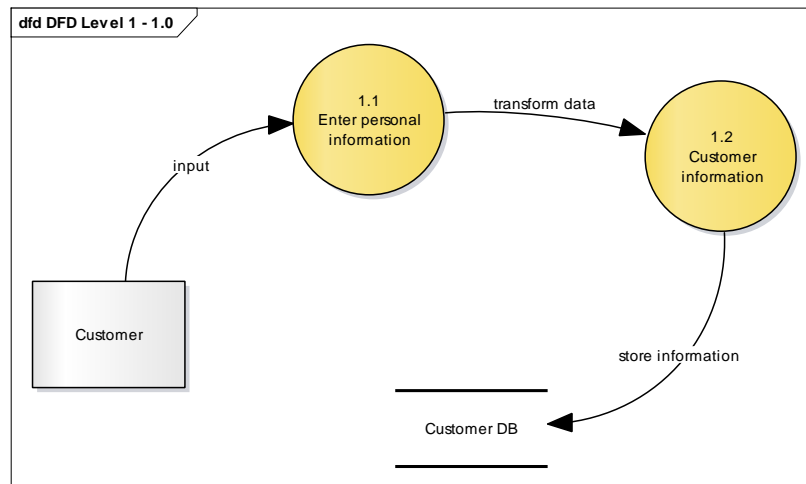 dfd DFD Level 1 - 1.0
1.1
Enter personal
information
transform data
1.2
Customer
information
input
Customer
store information
Customer DB